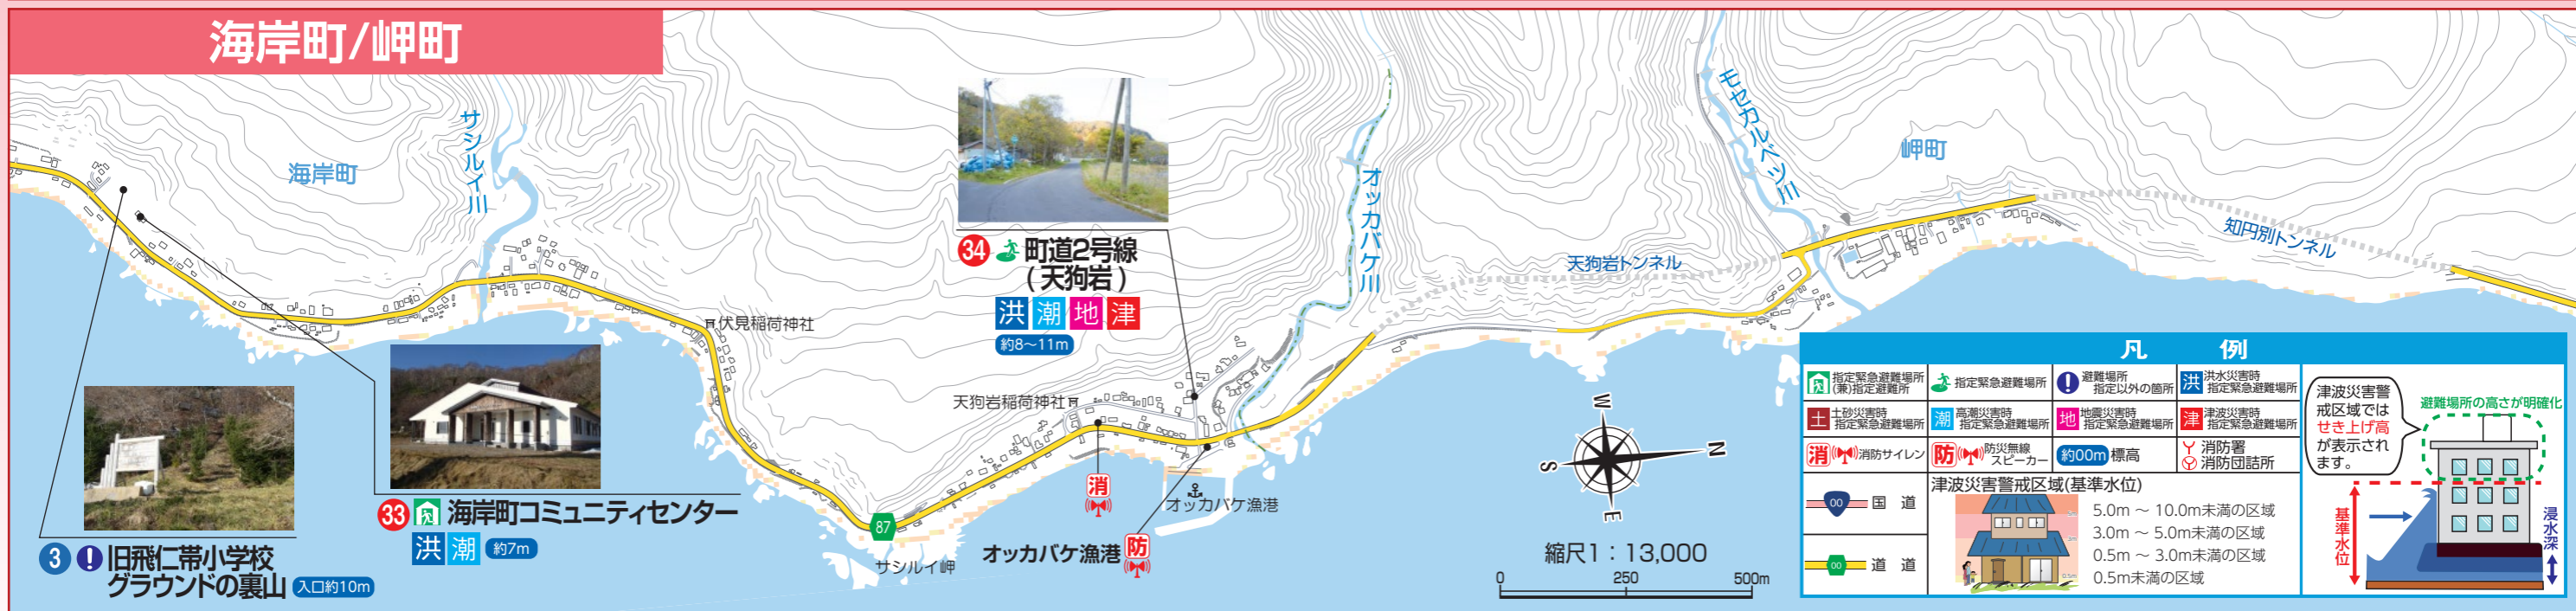 海岸町/岬町
海岸町
サシルイ川
オッカバケ川
モセカルベツ川
岬町
知円別トンネル
天狗岩トンネル
34 町道2号線
(天狗岩)
洪 潮 地 津
約8～11m
伏見稲荷神社
天狗岩稲荷神社
消
オッカバケ漁港
オッカバケ漁港 防
87
サシルイ岬
33 海岸町コミュニティセンター
洪 潮 約7m
3 旧飛仁帯小学校
グラウンドの裏山 入口約10m
W
S
N
E
縮尺1：13,000
0 250 500m
凡 例
指定緊急避難場所
(兼)指定避難所
指定緊急避難場所
避難場所
指定以外の箇所
洪 洪水災害時
指定緊急避難場所
土 土砂災害時
指定緊急避難場所
潮 高潮災害時
指定緊急避難場所
地 地震災害時
指定緊急避難場所
津 津波災害時
指定緊急避難場所
消 消防サイレン
防 防災無線
スピーカー
約00m 標高
消防署
消防団詰所
00 国 道
00 道 道
津波災害警戒区域(基準水位)
5.0m ～ 10.0m未満の区域
3.0m ～ 5.0m未満の区域
0.5m ～ 3.0m未満の区域
0.5m未満の区域
津波災害警
戒区域では
せき上げ高
が表示され
ます。
避難場所の高さが明確化
基準水位
浸水深